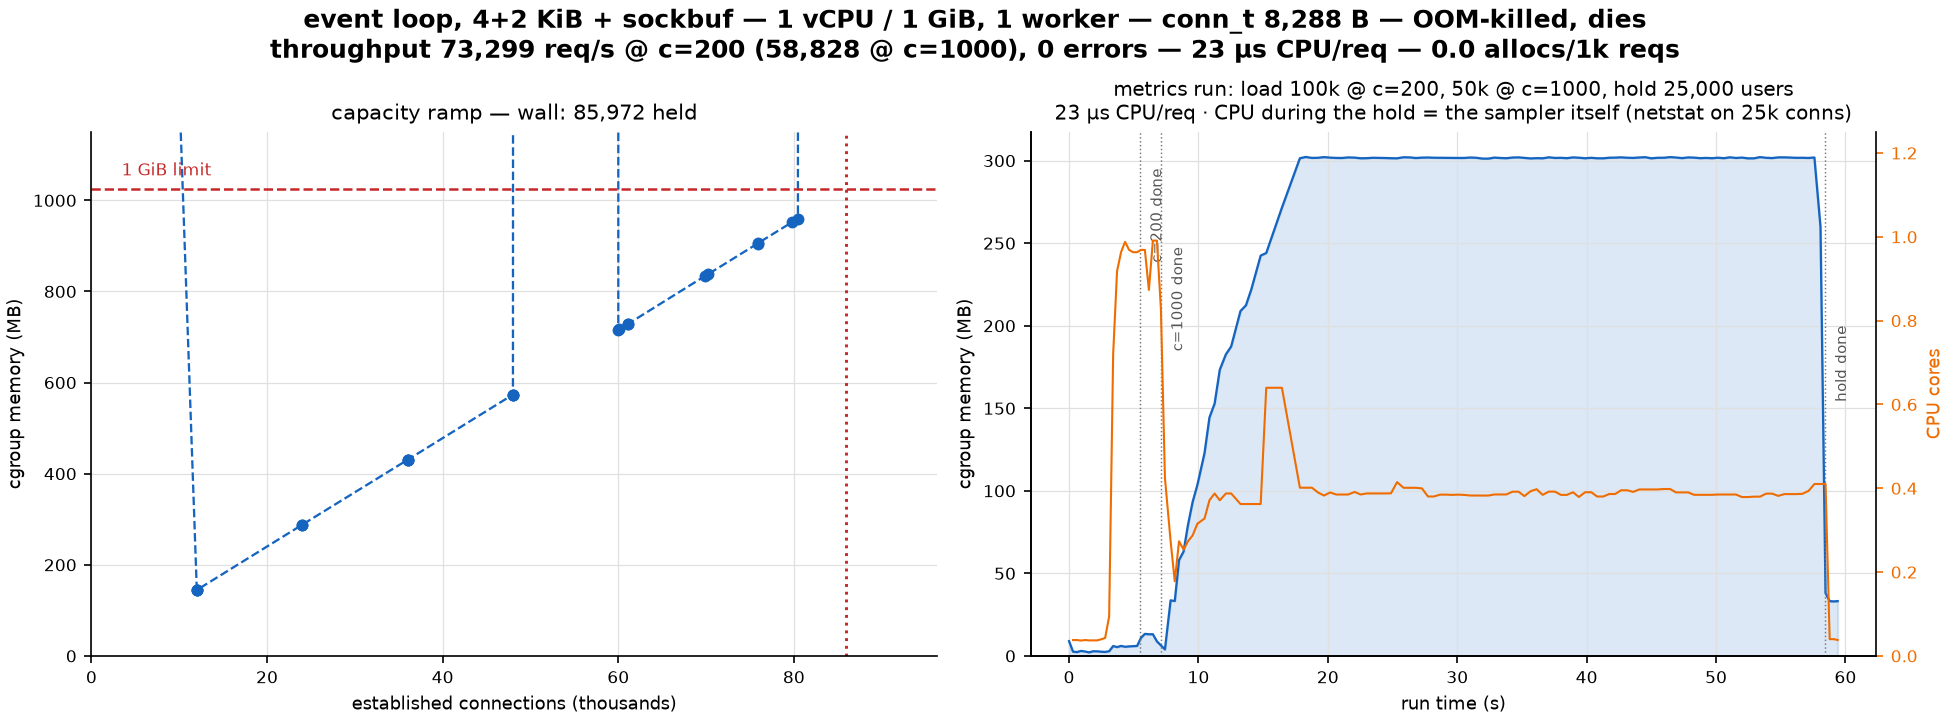 event loop, 4+2 KiB + sockbuf — 1 vCPU / 1 GiB, 1 worker — conn_t 8,288 B — OOM-killed, dies
throughput 73,299 req/s @ c=200 (58,828 @ c=1000), 0 errors — 23 µs CPU/req — 0.0 allocs/1k reqs
capacity ramp — wall: 85,972 held
1 GiB limit
cgroup memory (MB)
1000
800
600
400
200
0
0 20 40 60 80
established connections (thousands)
metrics run: load 100k @ c=200, 50k @ c=1000, hold 25,000 users
23 µs CPU/req · CPU during the hold = the sampler itself (netstat on 25k conns)
cgroup memory (MB)
300
250
200
150
100
50
0
c=200 done
c=1000 done
hold done
1.2
1.0
0.8
0.6
0.4
0.2
0.0
CPU cores
0 10 20 30 40 50 60
run time (s)